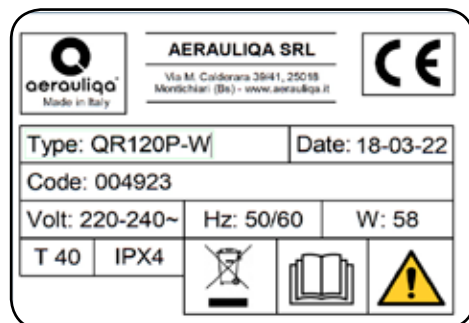 aerauliqa
Made in Italy
AERAULIQA SRL
Via M. Calderara 39/41, 25018
Montichiari (Bs) - www.aerauliqa.it
CE
Type: QR120P-W
Date: 18-03-22
Code: 004923
Volt: 220-240~
Hz: 50/60
W: 58
T 40
IPX4